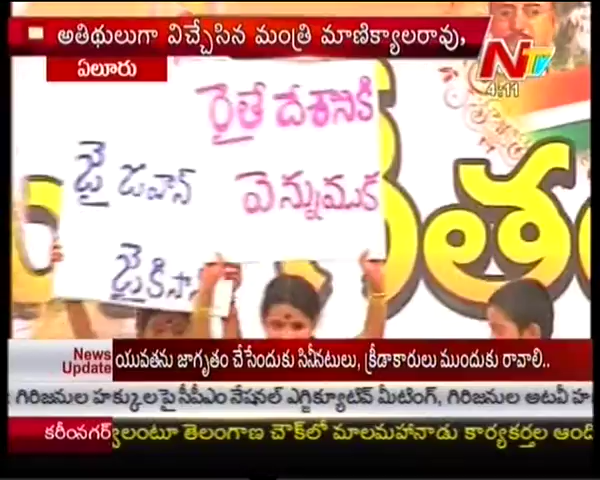 అతిథులుగా విచ్చేసిన మంత్రి మాణిక్యాలరావు,
NTV
ఏలూరు
4:11
రైతే దేశానికి
వెన్నుముక
జై జవాన్
జైకిసాన్
News Update
యువతను జాగృతం చేసేందుకు సినీనటులు, క్రీడాకారులు ముందుకు రావాలి..
: గిరిజనుల హక్కులపై సీపీఎం నేషనల్ ఎగ్జిక్యూటివ్ మీటింగ్, గిరిజనుల అటవీ
కరీంనగర్
తెలంగాణ చౌక్‌లో మాలమహానాడు కార్యకర్తల